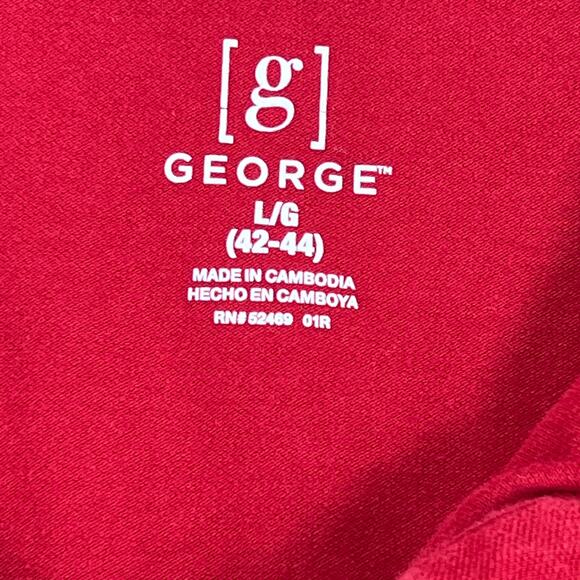 [g]
GEORGE™
L/G
(42-44)
MADE IN CAMBODIA
HECHO EN CAMBOYA
RN# 52469 01R